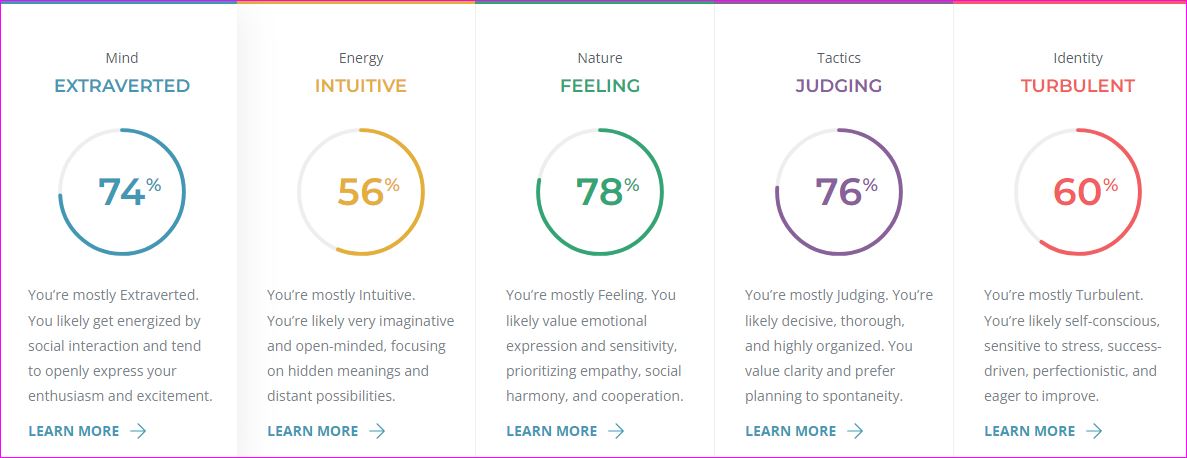 Mind
EXTRAVERTED
74%
You’re mostly Extraverted.
You likely get energized by
social interaction and tend
to openly express your
enthusiasm and excitement.
LEARN MORE
Energy
INTUITIVE
56%
You’re mostly Intuitive.
You’re likely very imaginative
and open-minded, focusing
on hidden meanings and
distant possibilities.
LEARN MORE
Nature
FEELING
78%
You’re mostly Feeling. You
likely value emotional
expression and sensitivity,
prioritizing empathy, social
harmony, and cooperation.
LEARN MORE
Tactics
JUDGING
76%
You’re mostly Judging. You’re
likely decisive, thorough,
and highly organized. You
value clarity and prefer
planning to spontaneity.
LEARN MORE
Identity
TURBULENT
60%
You’re mostly Turbulent.
You’re likely self-conscious,
sensitive to stress, success-
driven, perfectionistic, and
eager to improve.
LEARN MORE